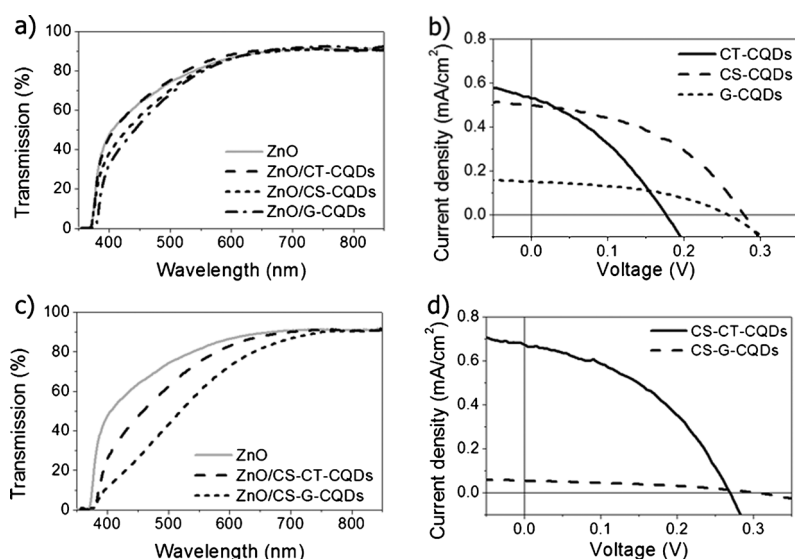 a)
100
80
60
40
20
0
Transmission (%)
ZnO
ZnO/CT-CQDs
ZnO/CS-CQDs
ZnO/G-CQDs
400 500 600 700 800
Wavelength (nm)
b)
0.8
0.6
0.4
0.2
0.0
Current density (mA/cm²)
CT-CQDs
CS-CQDs
G-CQDs
0.0 0.1 0.2 0.3
Voltage (V)
c)
100
80
60
40
20
0
Transmission (%)
ZnO
ZnO/CS-CT-CQDs
ZnO/CS-G-CQDs
400 500 600 700 800
Wavelength (nm)
d)
0.8
0.6
0.4
0.2
0.0
Current density (mA/cm²)
CS-CT-CQDs
CS-G-CQDs
0.0 0.1 0.2 0.3
Voltage (V)